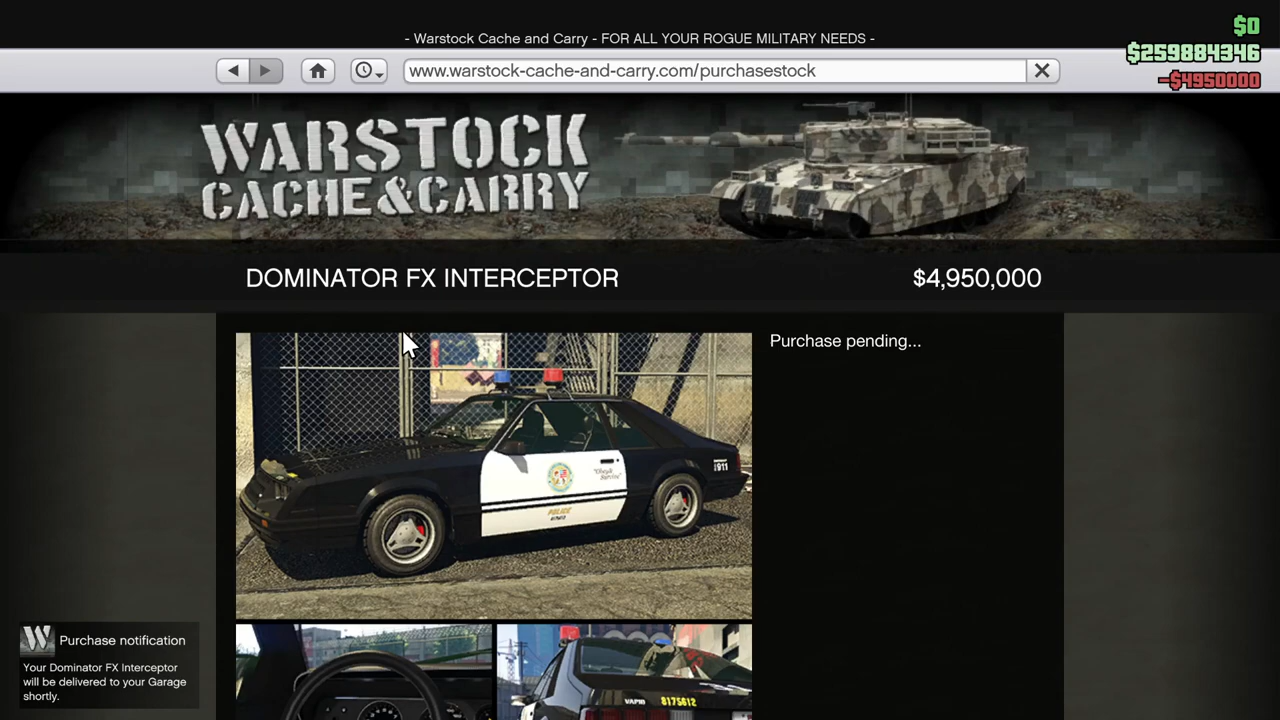 - Warstock Cache and Carry - FOR ALL YOUR ROGUE MILITARY NEEDS -
$0
$259884346
-$4950000
www.warstock-cache-and-carry.com/purchasestock
WARSTOCK
CACHE & CARRY
DOMINATOR FX INTERCEPTOR
$4,950,000
Purchase pending...
911
POLICE
Purchase notification
Your Dominator FX Interceptor
will be delivered to your Garage
shortly.
VAPID 8175612